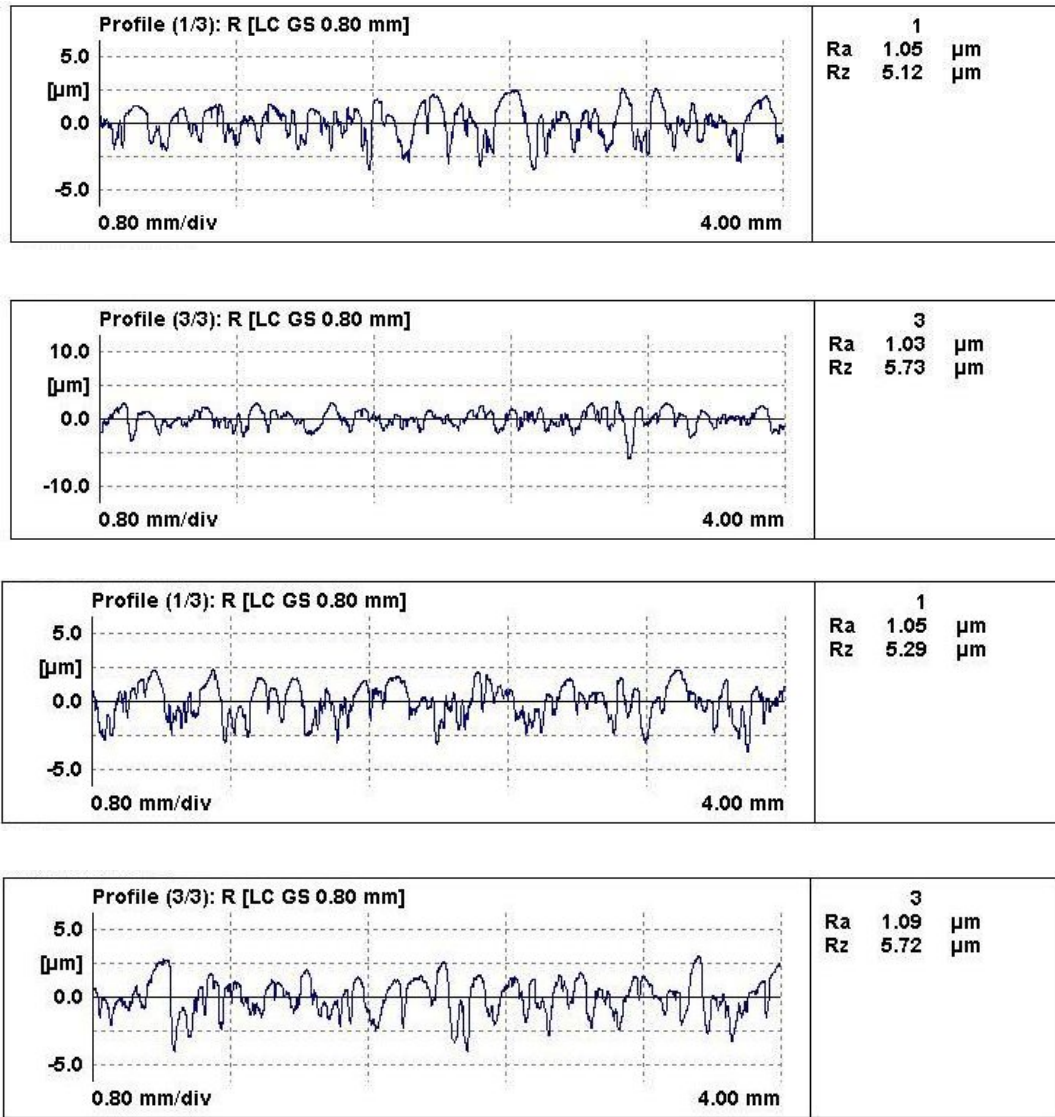 Profile (1/3): R [LC GS 0.80 mm]
5.0
[µm]
0.0
-5.0
0.80 mm/div 4.00 mm
1
Ra 1.05 µm
Rz 5.12 µm
Profile (3/3): R [LC GS 0.80 mm]
10.0
[µm]
0.0
-10.0
0.80 mm/div 4.00 mm
3
Ra 1.03 µm
Rz 5.73 µm
Profile (1/3): R [LC GS 0.80 mm]
5.0
[µm]
0.0
-5.0
0.80 mm/div 4.00 mm
1
Ra 1.05 µm
Rz 5.29 µm
Profile (3/3): R [LC GS 0.80 mm]
5.0
[µm]
0.0
-5.0
0.80 mm/div 4.00 mm
3
Ra 1.09 µm
Rz 5.72 µm